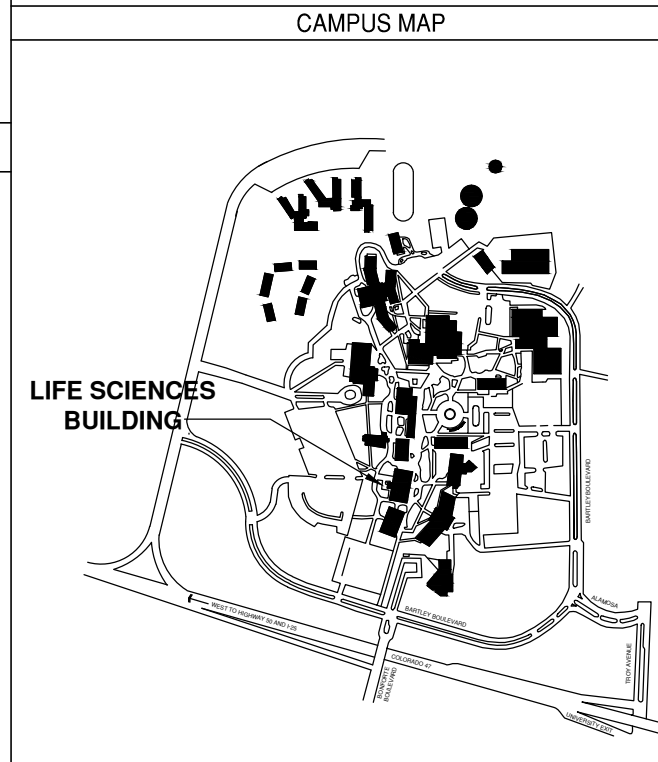 CAMPUS MAP
LIFE SCIENCES
BUILDING
BARTLEY BOULEVARD
ALAMOSA
WEST TO HIGHWAY 50 AND I-25
BARTLEY BOULEVARD
TROY AVENUE
COLORADO 47
BONFORTE
BOULEVARD
UNIVERSITY EXIT